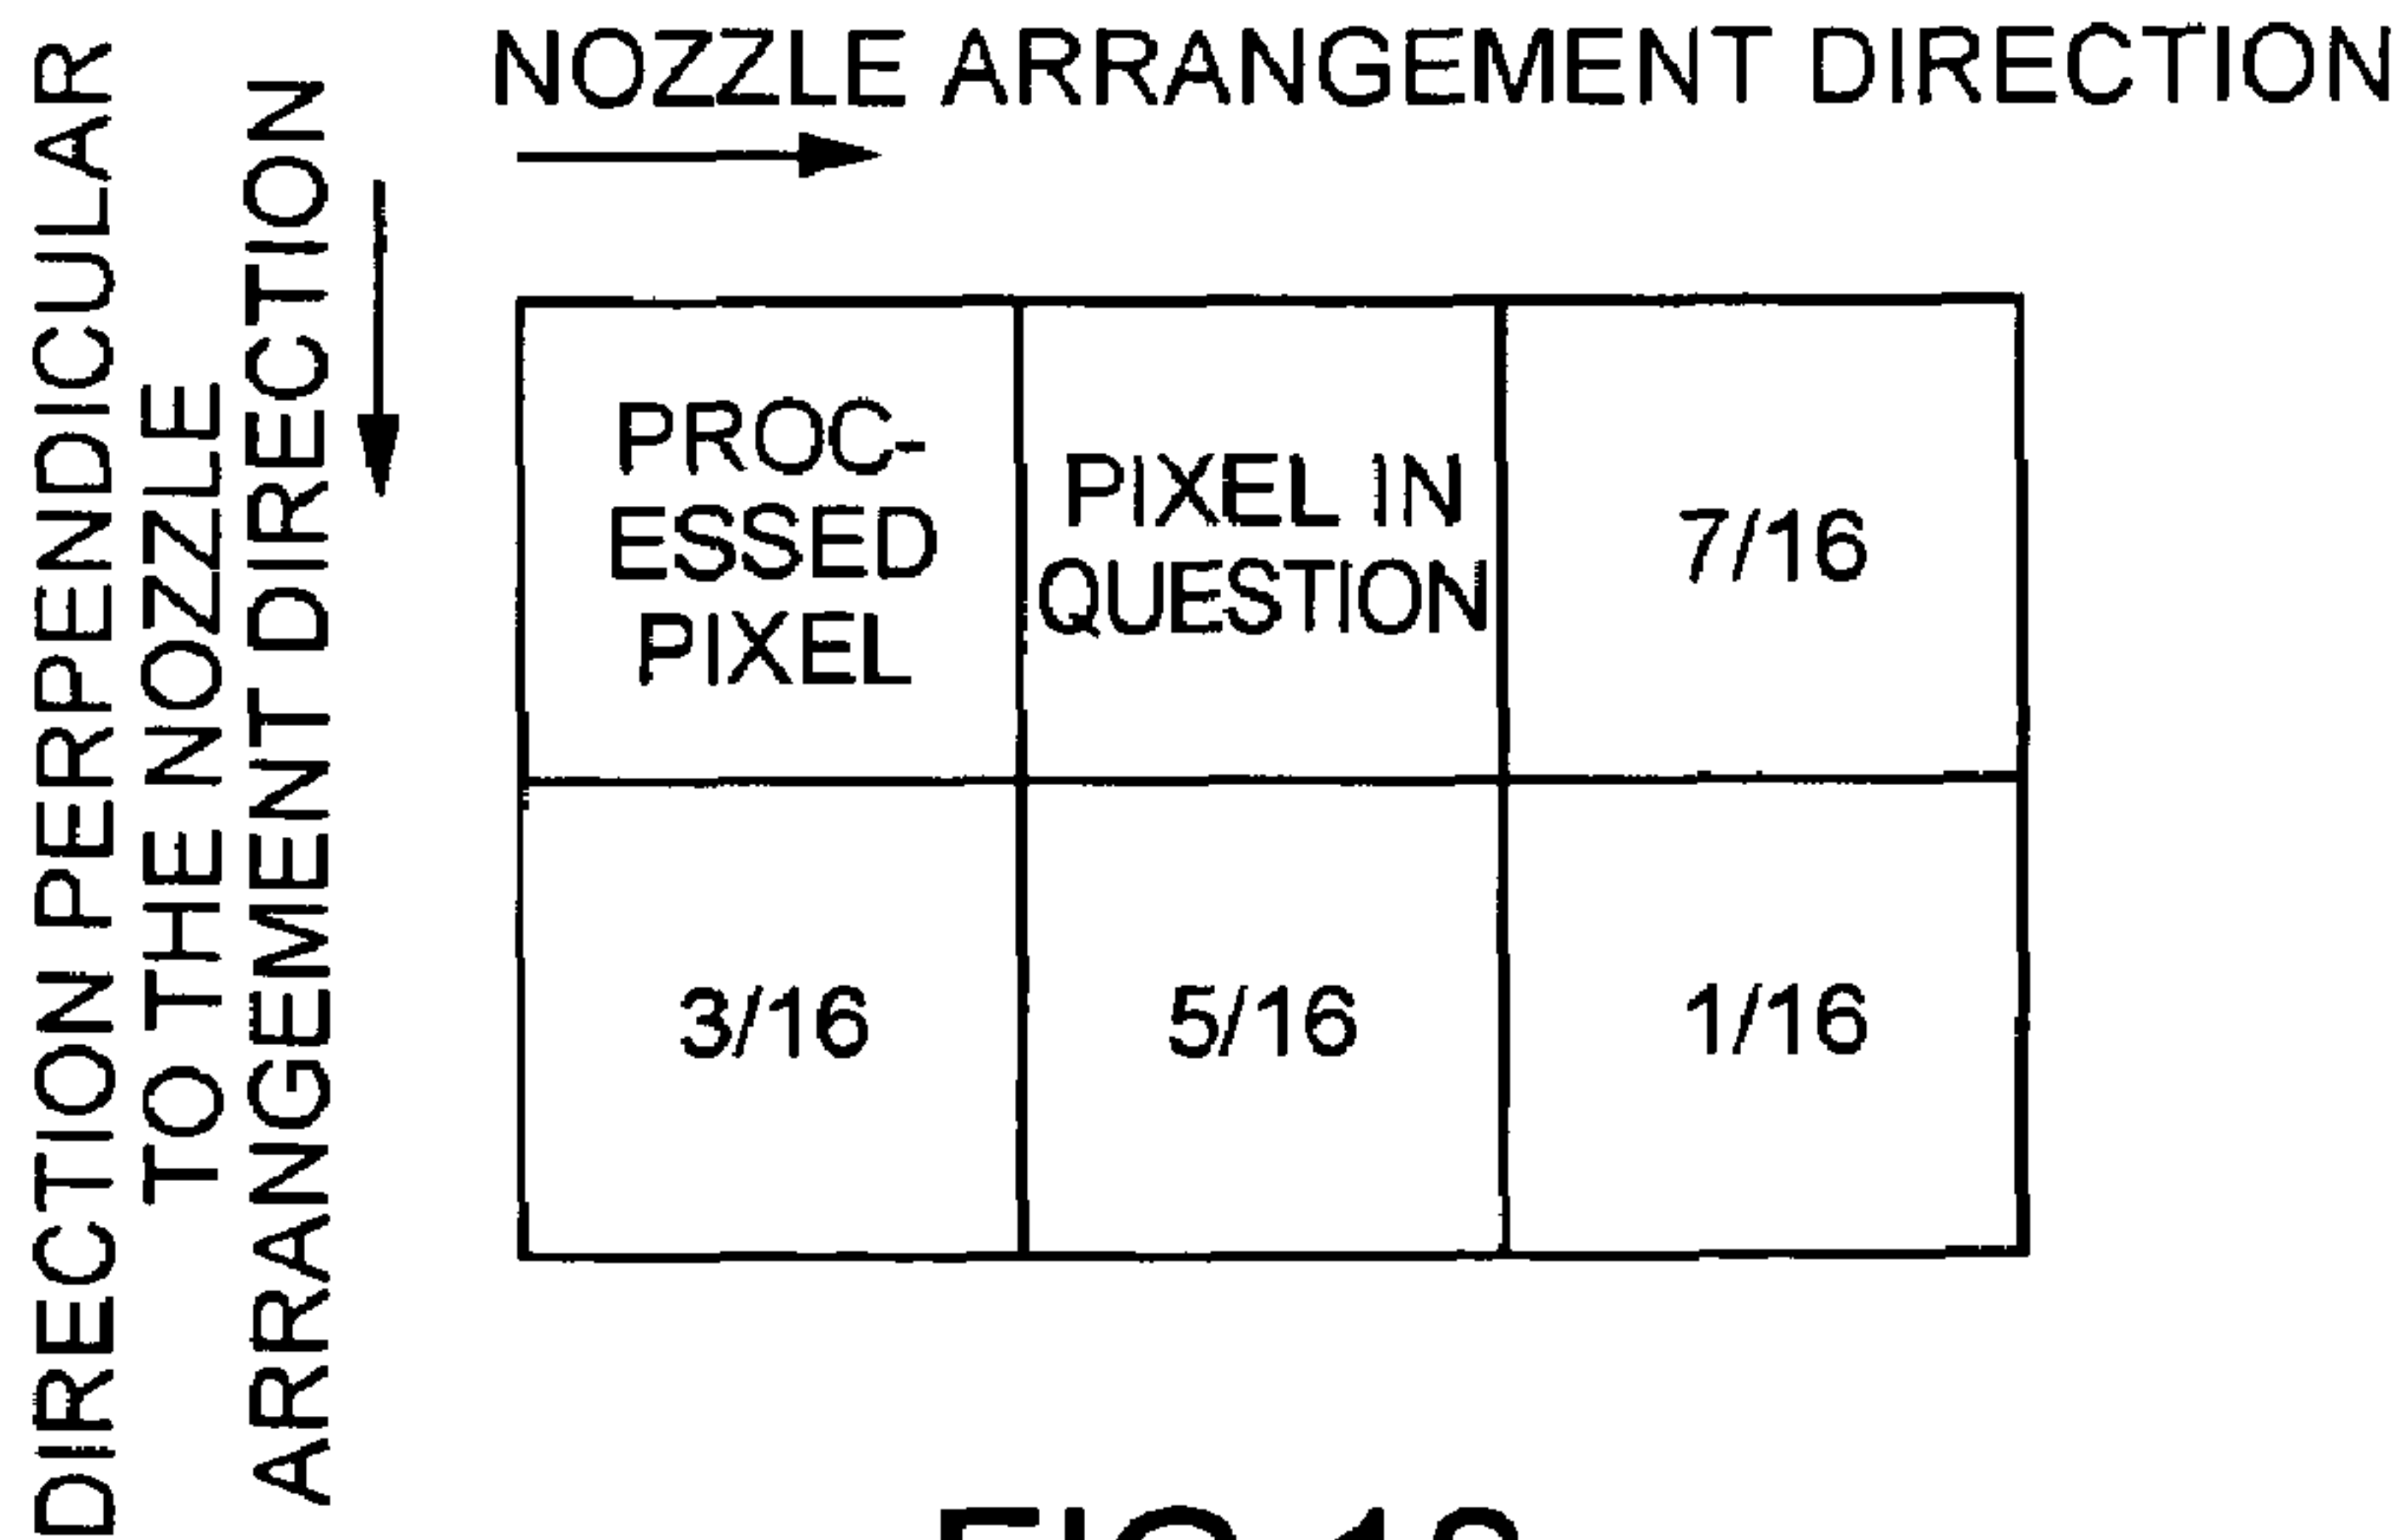 NOZZLE ARRANGEMENT DIRECTION
DIRECTION PERPENDICULAR
TO THE NOZZLE
ARRANGEMENT DIRECTION
PROC-
ESSED
PIXEL
PIXEL IN
QUESTION
7/16
3/16
5/16
1/16